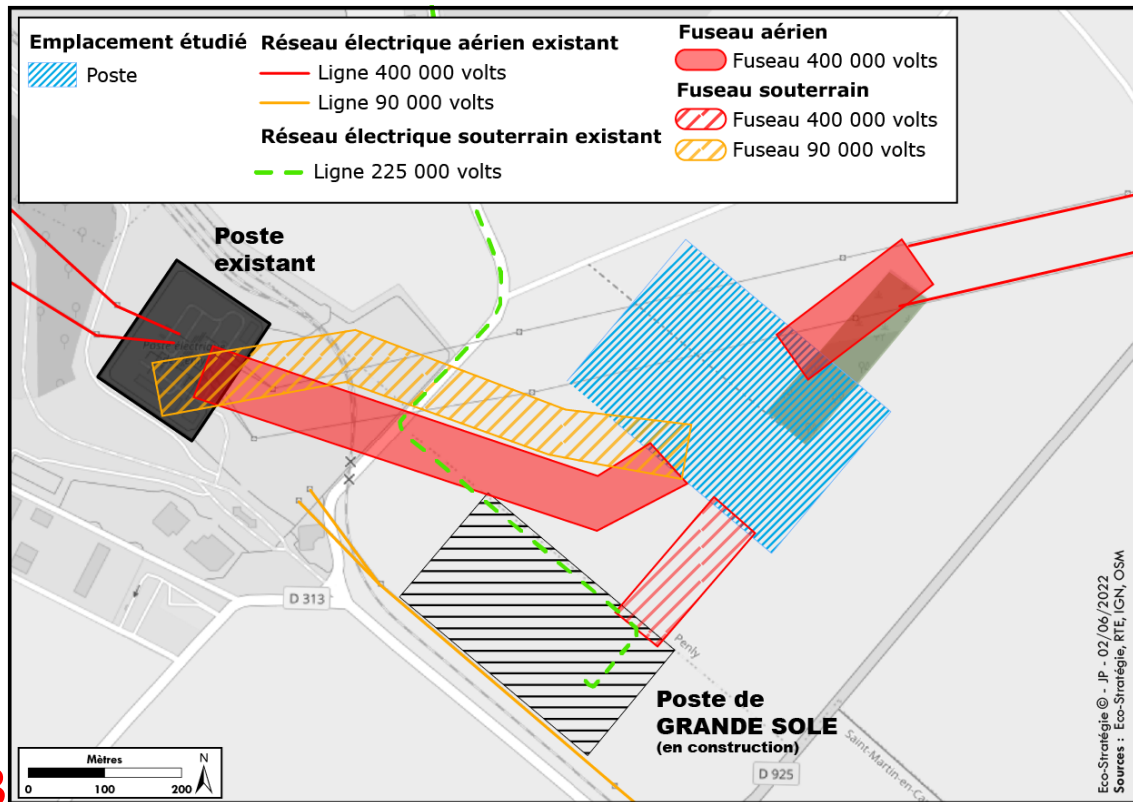 Emplacement étudié
Poste
Réseau électrique aérien existant
Ligne 400 000 volts
Ligne 90 000 volts
Réseau électrique souterrain existant
Ligne 225 000 volts
Fuseau aérien
Fuseau 400 000 volts
Fuseau souterrain
Fuseau 400 000 volts
Fuseau 90 000 volts
Poste
existant
D 313
Penly
Poste de
GRANDE SOLE
(en construction)
D 925
Saint-Martin-en-Ca
Mètres
0 100 200
N
Eco-Stratégie © - JP - 02/06/2022
Sources : Eco-Stratégie, RTE, IGN, OSM